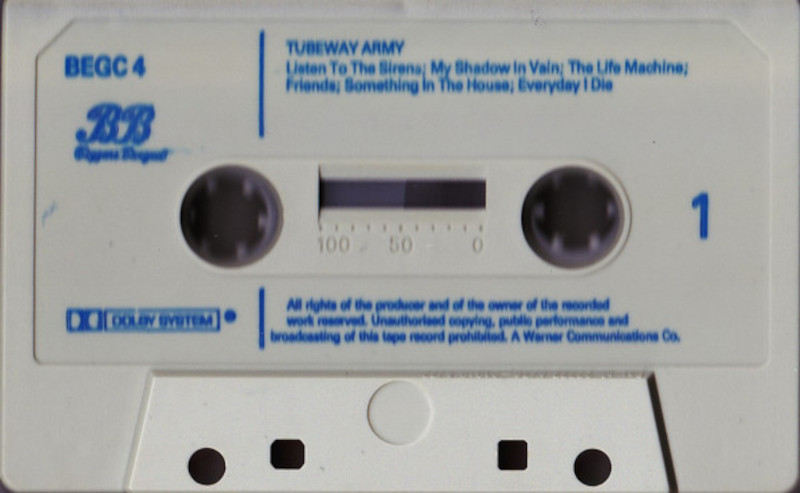 BEGC 4
TUBEWAY ARMY
Listen To The Sirens; My Shadow In Vain; The Life Machine;
Friends; Something In The House; Everyday I Die
BB
Beggars Banquet
100 50 0
1
DOLBY SYSTEM
All rights of the producer and of the owner of the recorded
work reserved. Unauthorised copying, public performance and
broadcasting of this tape record prohibited. A Warner Communications Co.